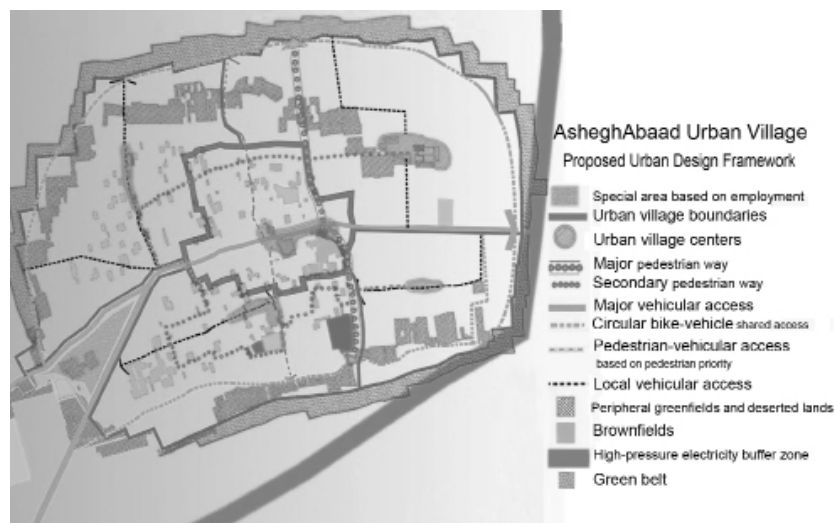 AsheghAbaad Urban Village
Proposed Urban Design Framework
Special area based on employment
Urban village boundaries
Urban village centers
Major pedestrian way
Secondary pedestrian way
Major vehicular access
Circular bike-vehicle shared access
Pedestrian-vehicular access
based on pedestrian priority
Local vehicular access
Peripheral greenfields and deserted lands
Brownfields
High-pressure electricity buffer zone
Green belt